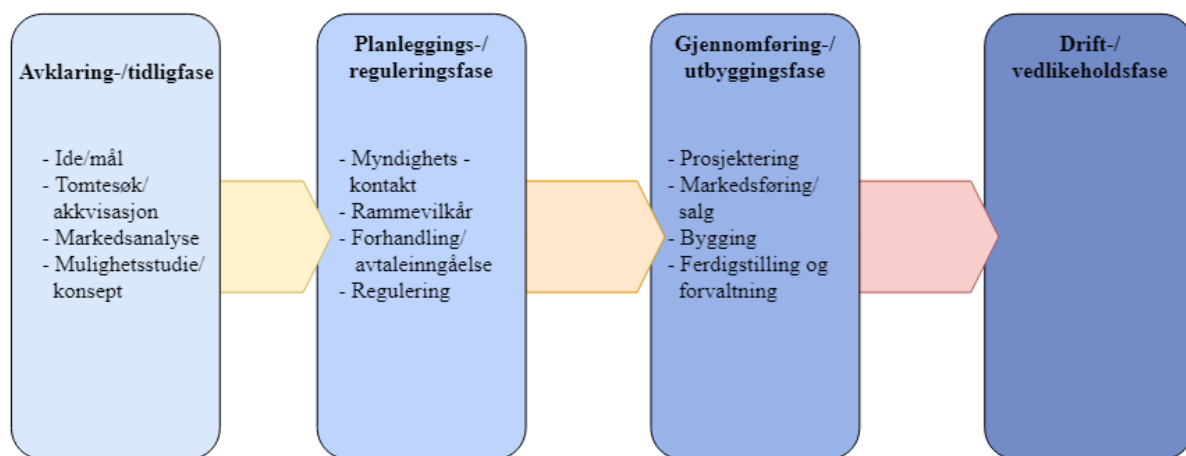 Avklaring-/tidligfase
- Ide/mål
- Tomtesøk/
akkvisasjon
- Markedsanalyse
- Mulighetsstudie/
konsept
Planleggings-/
reguleringsfase
- Myndighets -
kontakt
- Rammevilkår
- Forhandling/
avtaleinngåelse
- Regulering
Gjennomføring-/
utbyggingsfase
- Prosjektering
- Markedsføring/
salg
- Bygging
- Ferdigstilling og
forvaltning
Drift-/
vedlikeholdsfase